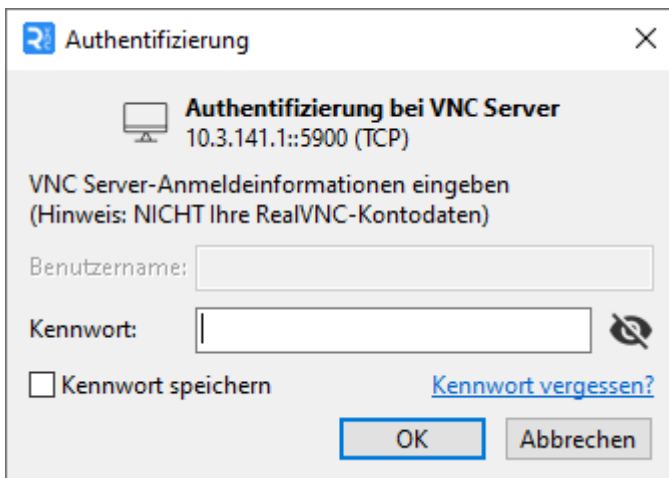 Authentifizierung
Authentifizierung bei VNC Server
10.3.141.1::5900 (TCP)
VNC Server-Anmeldeinformationen eingeben
(Hinweis: NICHT Ihre RealVNC-Kontodaten)
Benutzername:
Kennwort:
Kennwort speichern
Kennwort vergessen?
OK
Abbrechen